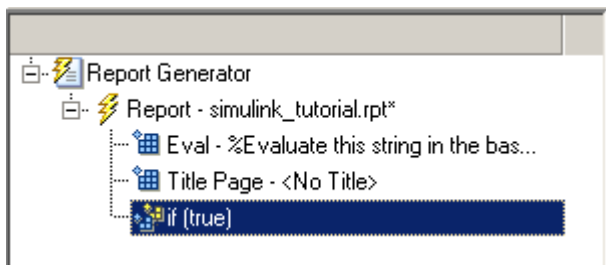 Report Generator
Report - simulink_tutorial.rpt*
Eval - %Evaluate this string in the bas...
Title Page - <No Title>
if (true)